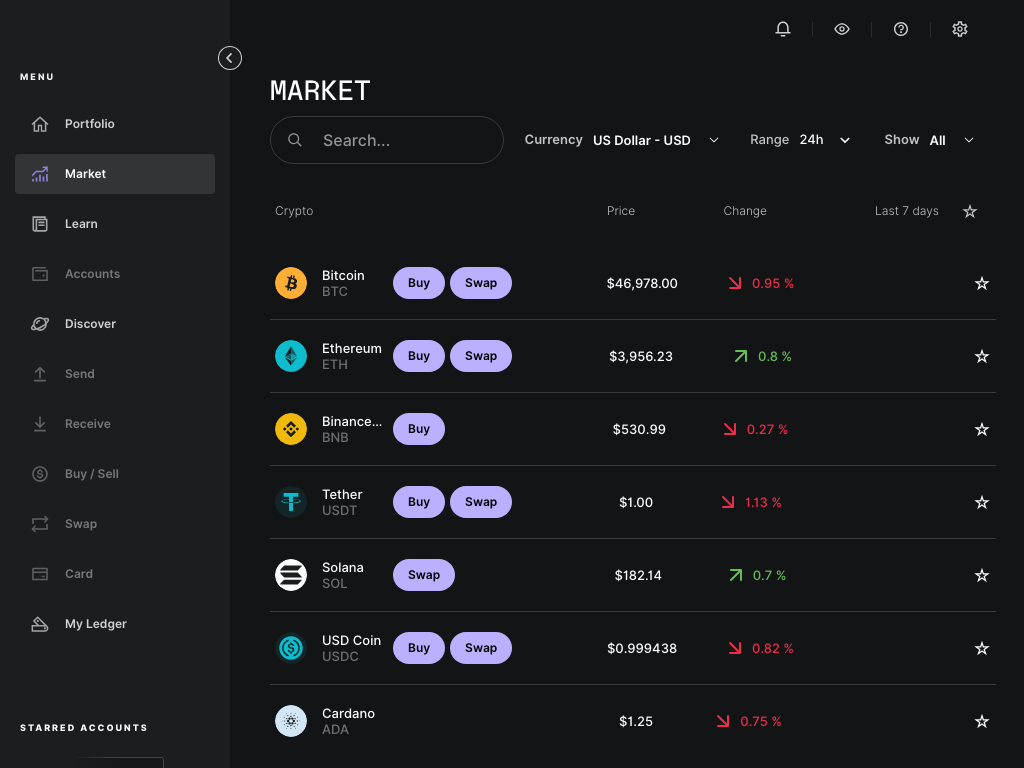 MENU
Portfolio
Market
Learn
Accounts
Discover
Send
Receive
Buy / Sell
Swap
Card
My Ledger
STARRED ACCOUNTS
MARKET
Search...
Currency US Dollar - USD
Range 24h
Show All
Crypto Price Change Last 7 days
Bitcoin
BTC
Buy Swap $46,978.00 0.95 %
Ethereum
ETH
Buy Swap $3,956.23 0.8 %
Binance...
BNB
Buy $530.99 0.27 %
Tether
USDT
Buy Swap $1.00 1.13 %
Solana
SOL
Swap $182.14 0.7 %
USD Coin
USDC
Buy Swap $0.999438 0.82 %
Cardano
ADA
$1.25 0.75 %